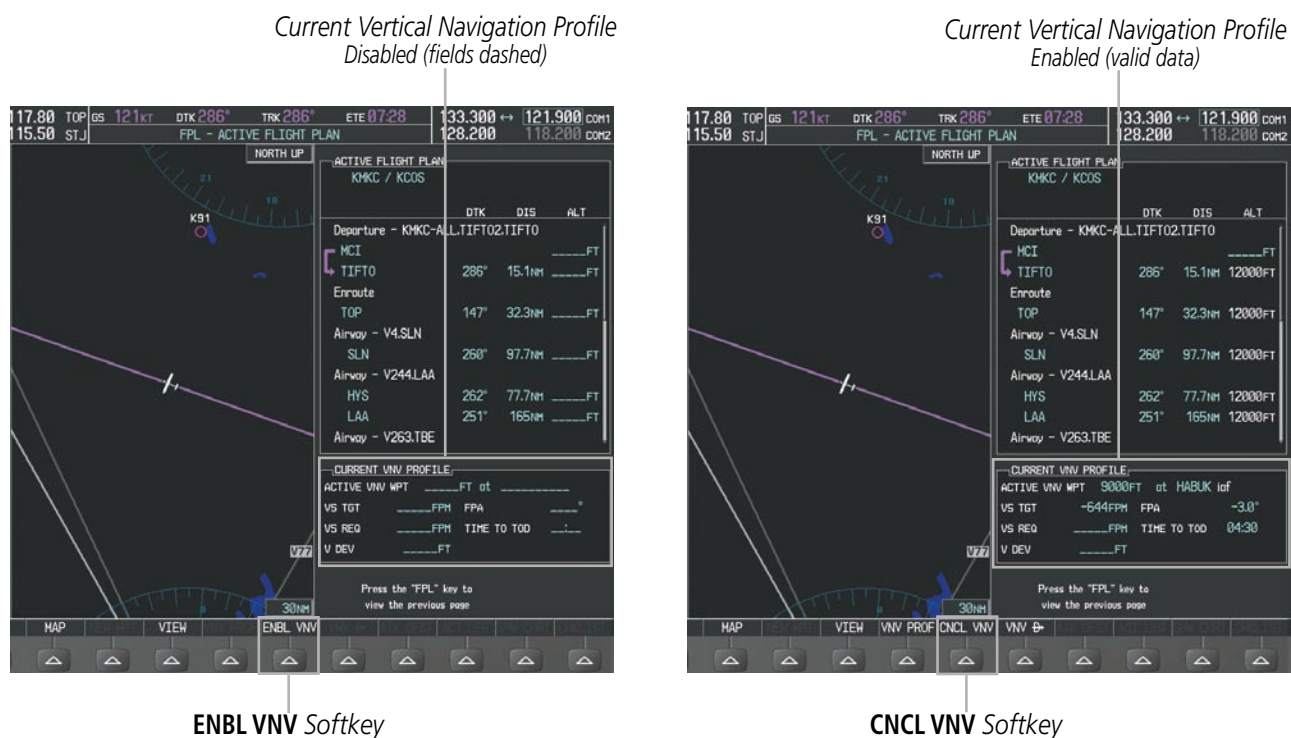 Current Vertical Navigation Profile
Disabled (fields dashed)
117.80 TOP GS 121KT DTK 286° TRK 286° ETE 07:28 133.300 ↔ 121.900 COM1
115.50 STJ FPL - ACTIVE FLIGHT PLAN 128.200 118.200 COM2
NORTH UP
21
18
K91
V77
30NM
ACTIVE FLIGHT PLAN
KMKC / KCOS
DTK DIS ALT
Departure - KMKC-ALL.TIFTO2.TIFTO
MCI _____FT
TIFTO 286° 15.1NM _____FT
Enroute
TOP 147° 32.3NM _____FT
Airway - V4.SLN
SLN 260° 97.7NM _____FT
Airway - V244.LAA
HYS 262° 77.7NM _____FT
LAA 251° 165NM _____FT
Airway - V263.TBE
CURRENT VNV PROFILE
ACTIVE VNV WPT _____FT at __________
VS TGT _____FPM FPA ____°
VS REQ _____FPM TIME TO TOD __:__
V DEV _____FT
Press the "FPL" key to
view the previous page
MAP VIEW ENBL VNV
ENBL VNV Softkey
Current Vertical Navigation Profile
Enabled (valid data)
117.80 TOP GS 121KT DTK 286° TRK 286° ETE 07:28 133.300 ↔ 121.900 COM1
115.50 STJ FPL - ACTIVE FLIGHT PLAN 128.200 118.200 COM2
NORTH UP
21
18
K91
V77
30NM
ACTIVE FLIGHT PLAN
KMKC / KCOS
DTK DIS ALT
Departure - KMKC-ALL.TIFTO2.TIFTO
MCI _____FT
TIFTO 286° 15.1NM 12000FT
Enroute
TOP 147° 32.3NM 12000FT
Airway - V4.SLN
SLN 260° 97.7NM 12000FT
Airway - V244.LAA
HYS 262° 77.7NM 12000FT
LAA 251° 165NM 12000FT
Airway - V263.TBE
CURRENT VNV PROFILE
ACTIVE VNV WPT 9000FT at HABUK iaf
VS TGT -644FPM FPA -3.0°
VS REQ _____FPM TIME TO TOD 04:30
V DEV _____FT
Press the "FPL" key to
view the previous page
MAP VIEW VNV PROF CNCL VNV VNV
CNCL VNV Softkey